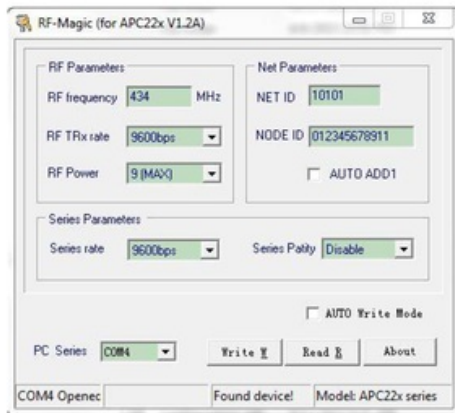 RF-Magic (for APC22x V1.2A)
RF Parameters
RF frequency 434 MHz
RF TRx rate 9600bps
RF Power 9 (MAX)
Net Parameters
NET ID 10101
NODE ID 012345678911
AUTO ADD1
Series Parameters
Series rate 9600bps Series Patity Disable
AUTO Write Mode
PC Series COM4 Write W Read R About
COM4 Openec Found device! Model: APC22x series